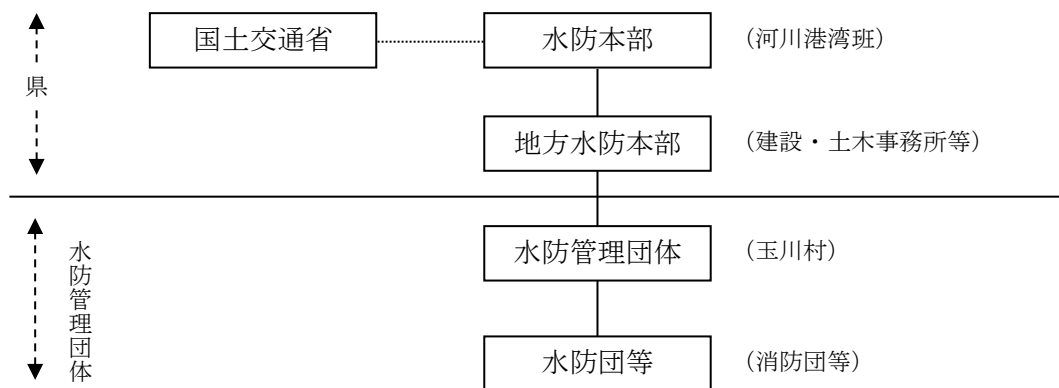 国土交通省
水防本部
（河川港湾班）
県
地方水防本部
（建設・土木事務所等）
水防管理団体
水防管理団体
（玉川村）
水防団等
（消防団等）